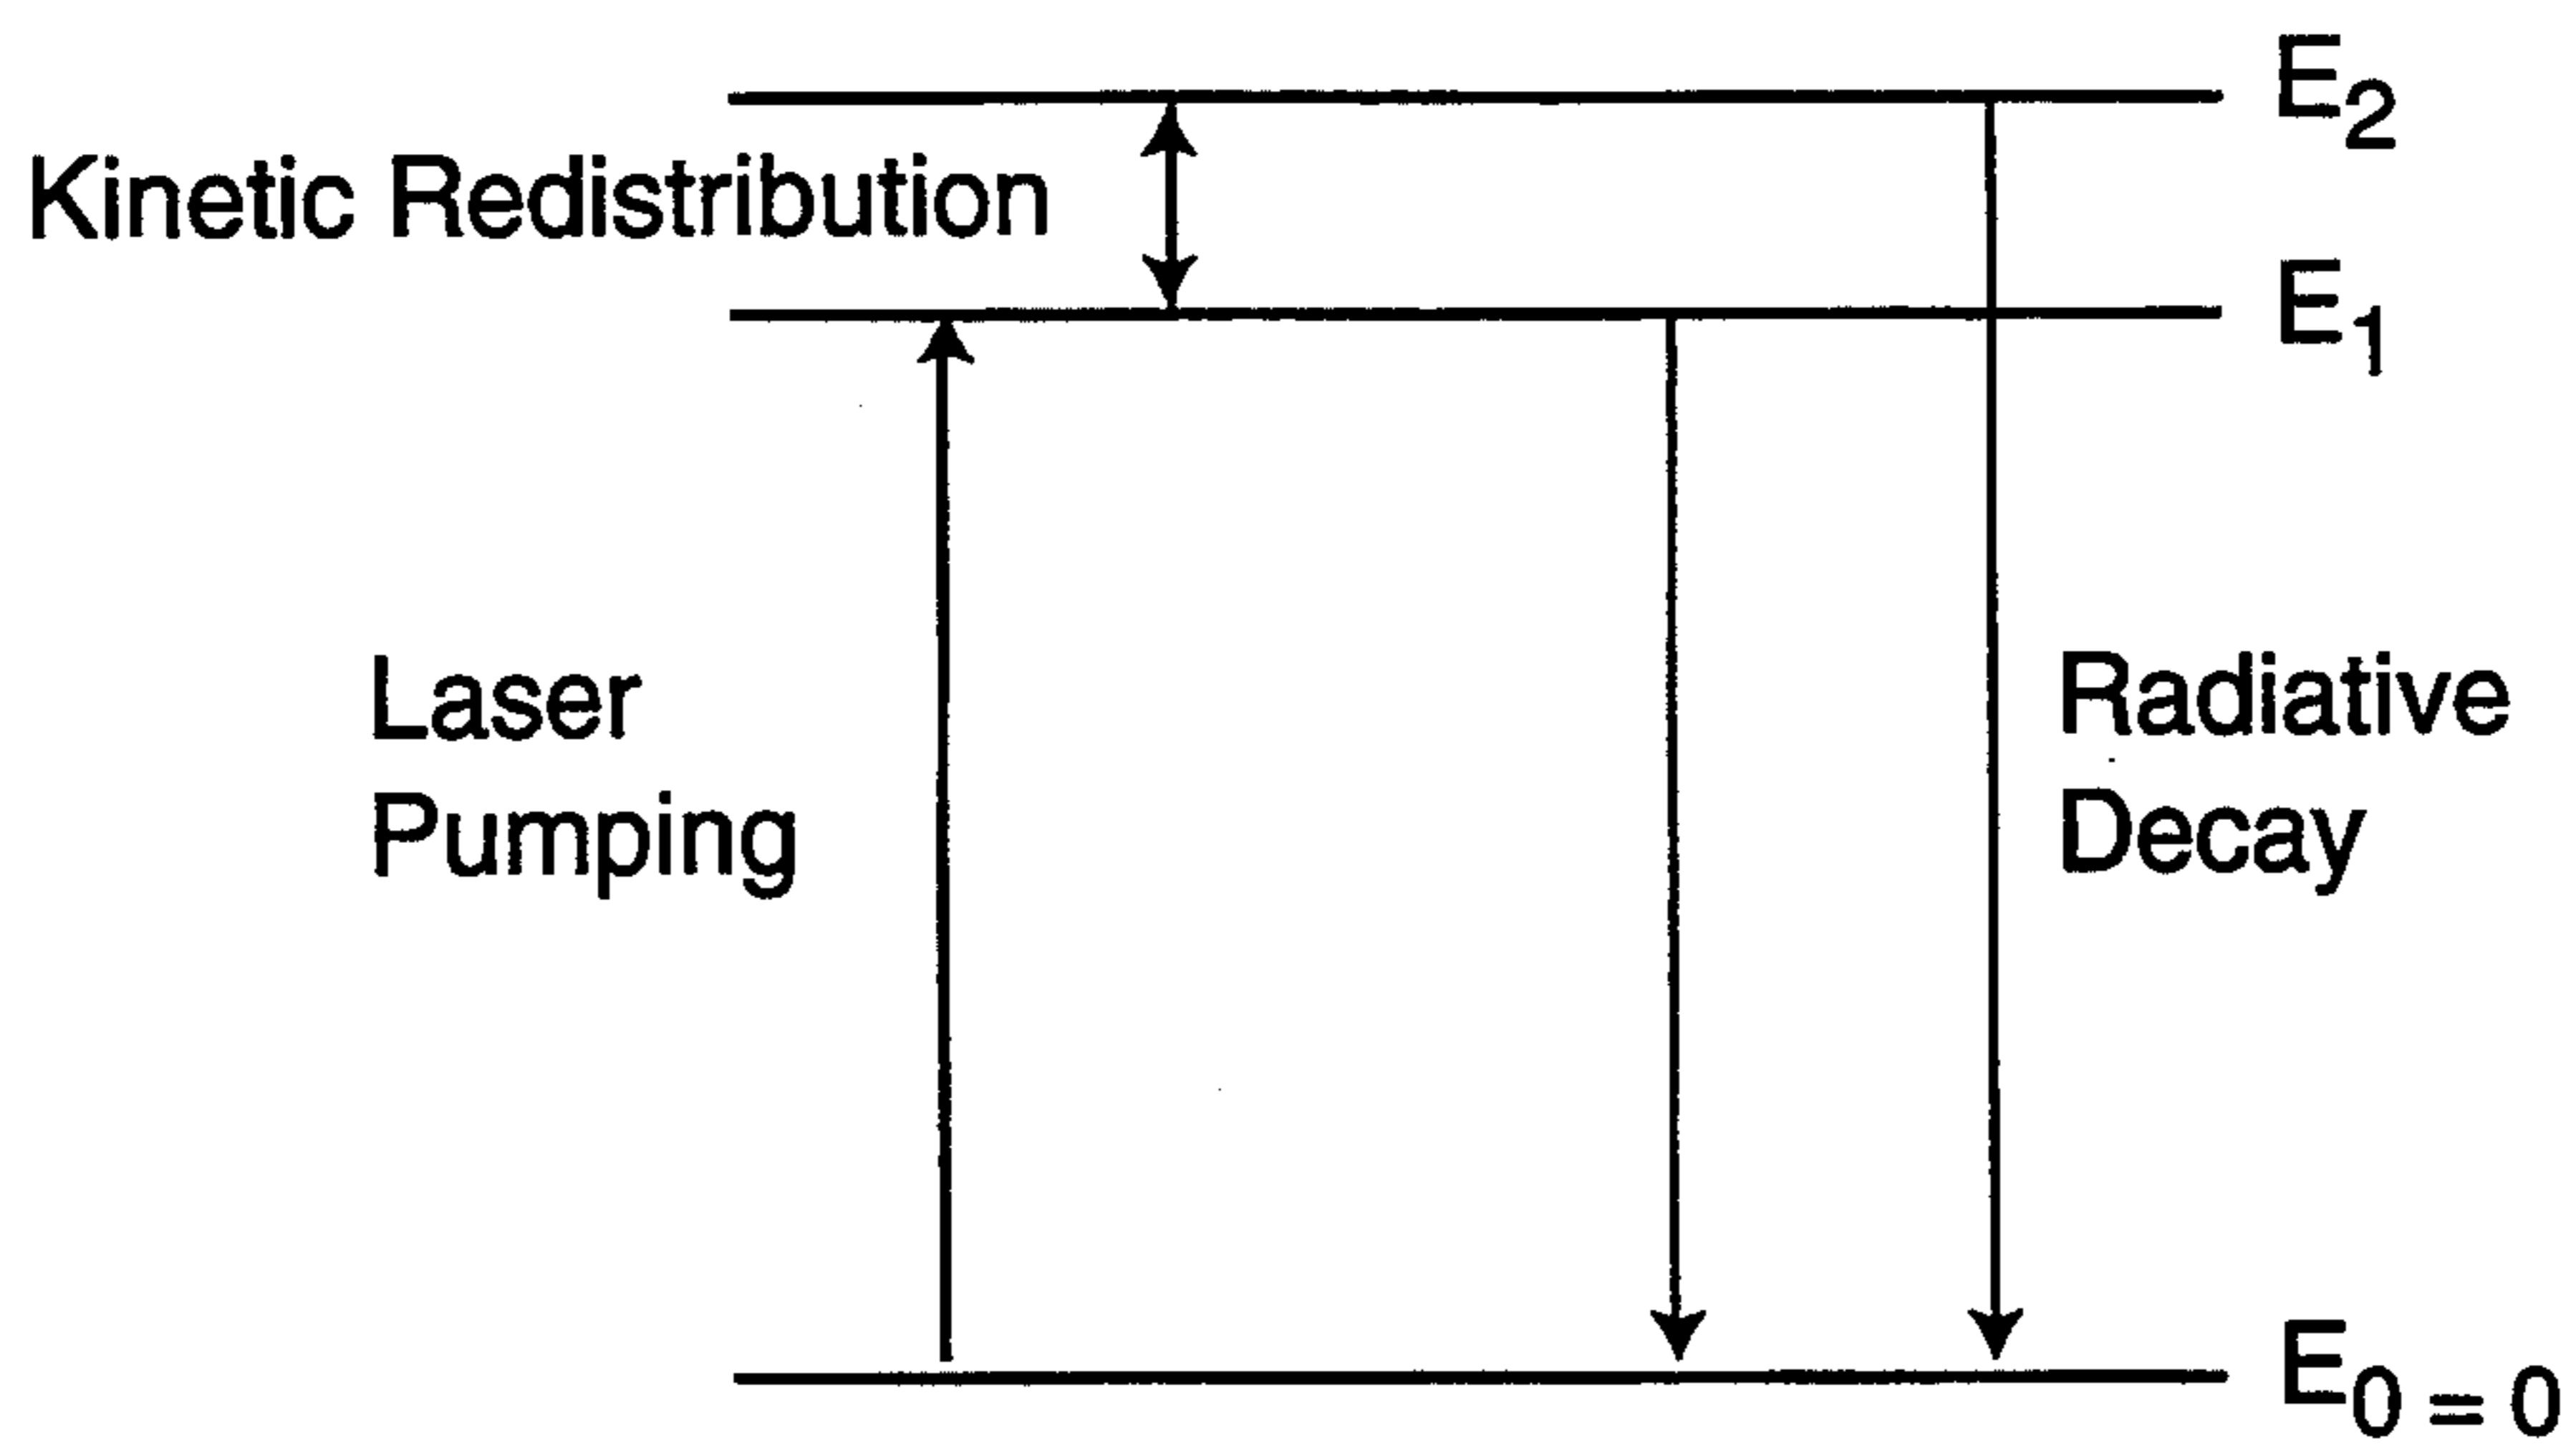 E2
Kinetic Redistribution
E1
Laser
Pumping
Radiative
Decay
E0 = 0